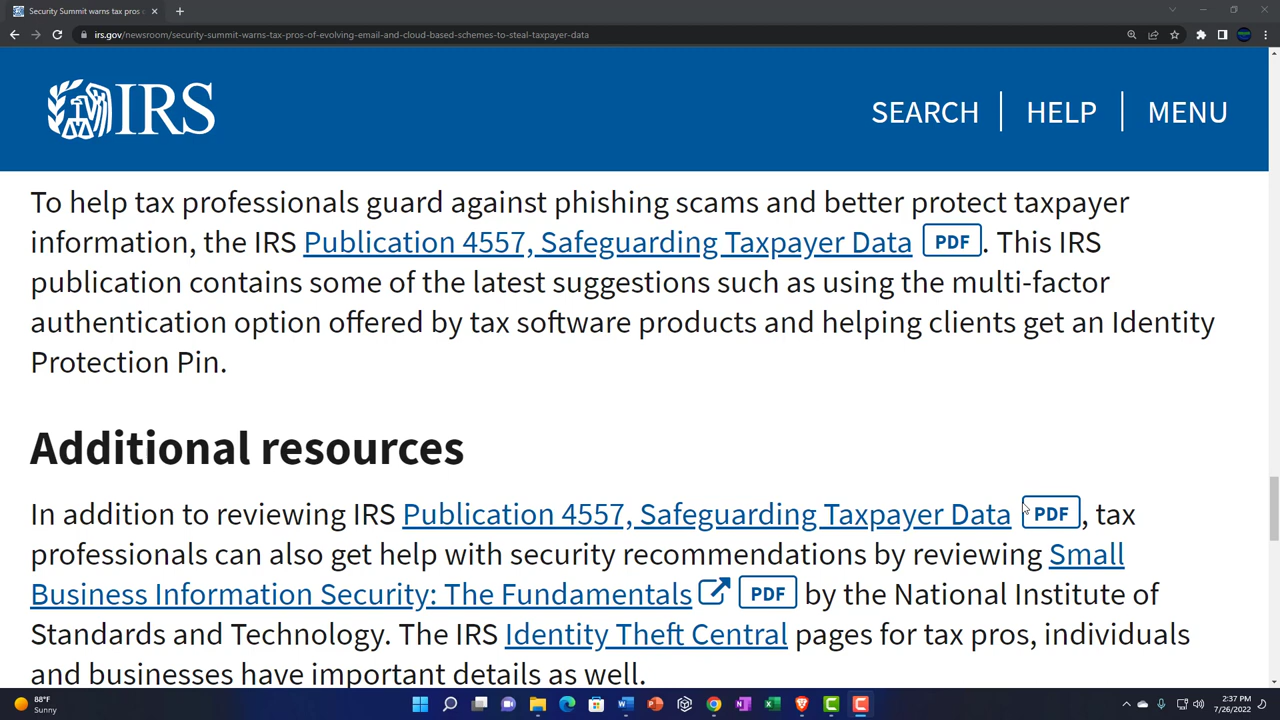 Security Summit warns tax pros
irs.gov/newsroom/security-summit-warns-tax-pros-of-evolving-email-and-cloud-based-schemes-to-steal-taxpayer-data
IRS
SEARCH
HELP
MENU
To help tax professionals guard against phishing scams and better protect taxpayer
information, the IRS Publication 4557, Safeguarding Taxpayer Data PDF. This IRS
publication contains some of the latest suggestions such as using the multi-factor
authentication option offered by tax software products and helping clients get an Identity
Protection Pin.
Additional resources
In addition to reviewing IRS Publication 4557, Safeguarding Taxpayer Data PDF, tax
professionals can also get help with security recommendations by reviewing Small
Business Information Security: The Fundamentals PDF by the National Institute of
Standards and Technology. The IRS Identity Theft Central pages for tax pros, individuals
and businesses have important details as well.
88°F
Sunny
2:37 PM
7/26/2022